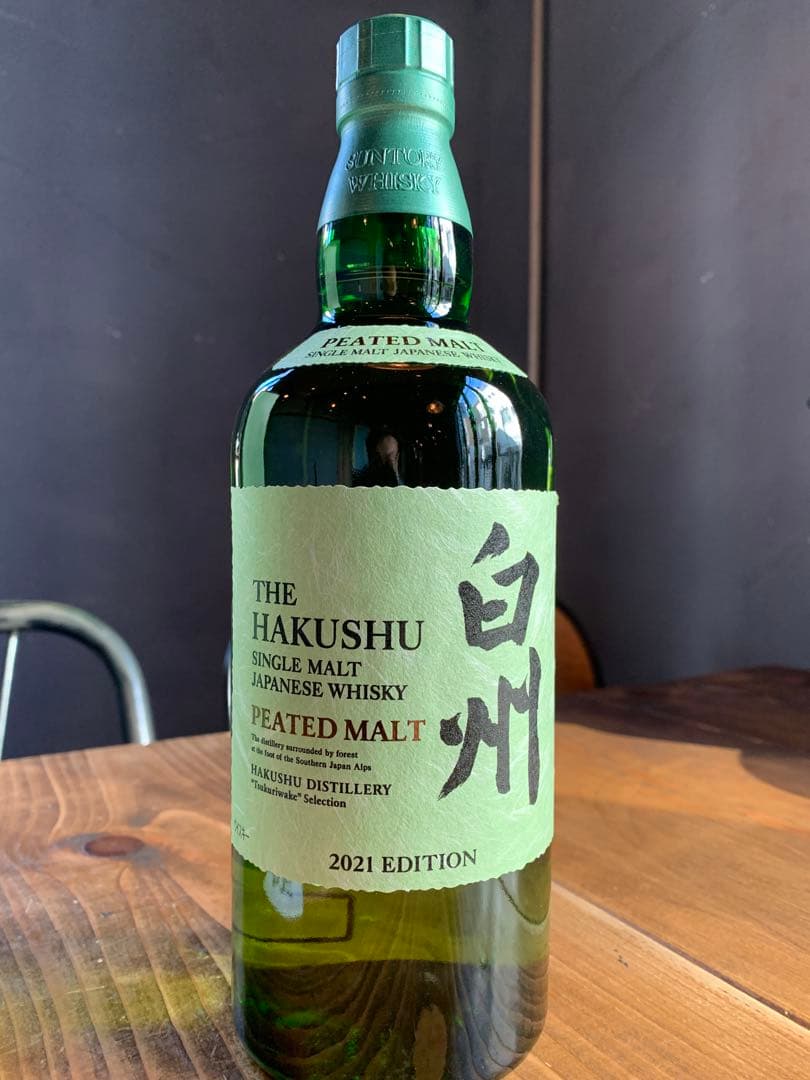 SUNTORY
WHISKY
PEATED MALT
SINGLE MALT JAPANESE WHISKY
THE
HAKUSHU
SINGLE MALT
JAPANESE WHISKY
PEATED MALT
The distillery surrounded by forest
at the foot of the Southern Japan Alps
HAKUSHU DISTILLERY
"Tsukuriwake" Selection
白州
2021 EDITION